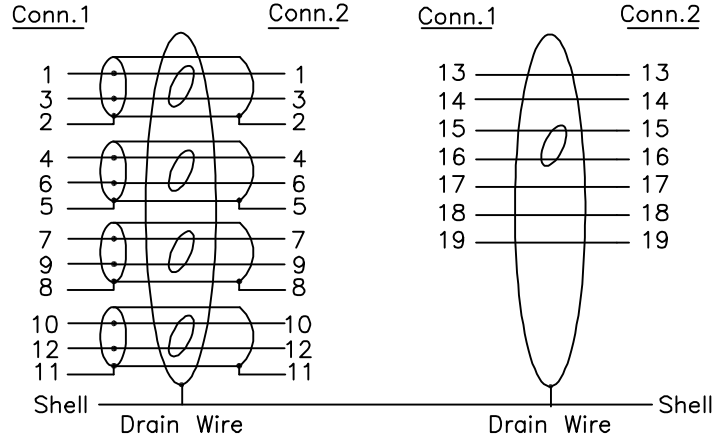 Conn.1 Conn.2 Conn.1 Conn.2
1 1 13 13
3 3 14 14
2 2 15 15
4 4 16 16
6 6 17 17
5 5 18 18
7 7 19 19
9 9
8 8
10 10
12 12
11 11
Shell Shell
Drain Wire Drain Wire